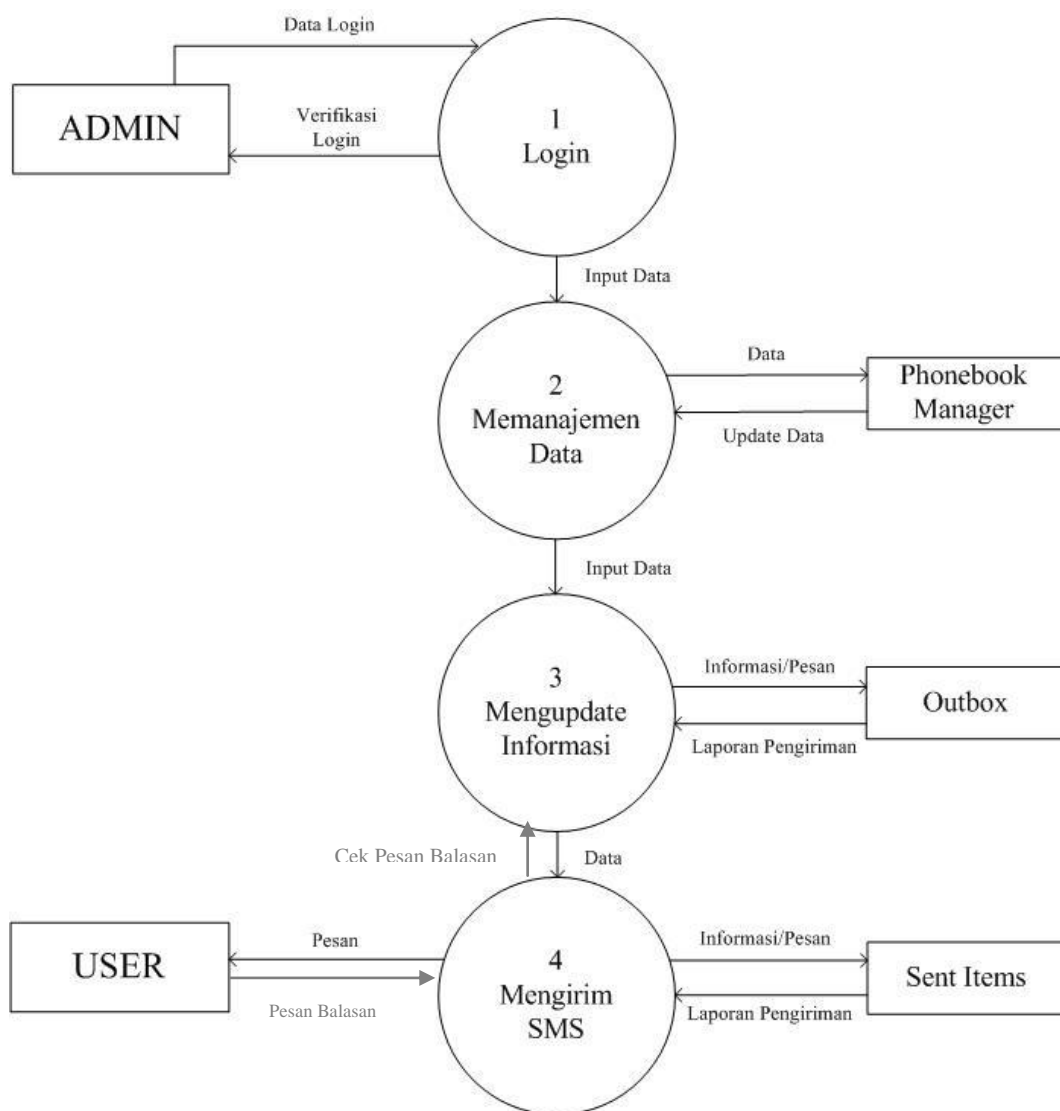 Data Login
ADMIN
Verifikasi
Login
1
Login
Input Data
2
Memanajemen
Data
Data
Update Data
Phonebook
Manager
Input Data
3
Mengupdate
Informasi
Informasi/Pesan
Laporan Pengiriman
Outbox
Cek Pesan Balasan
Data
USER
Pesan
Pesan Balasan
4
Mengirim
SMS
Informasi/Pesan
Laporan Pengiriman
Sent Items